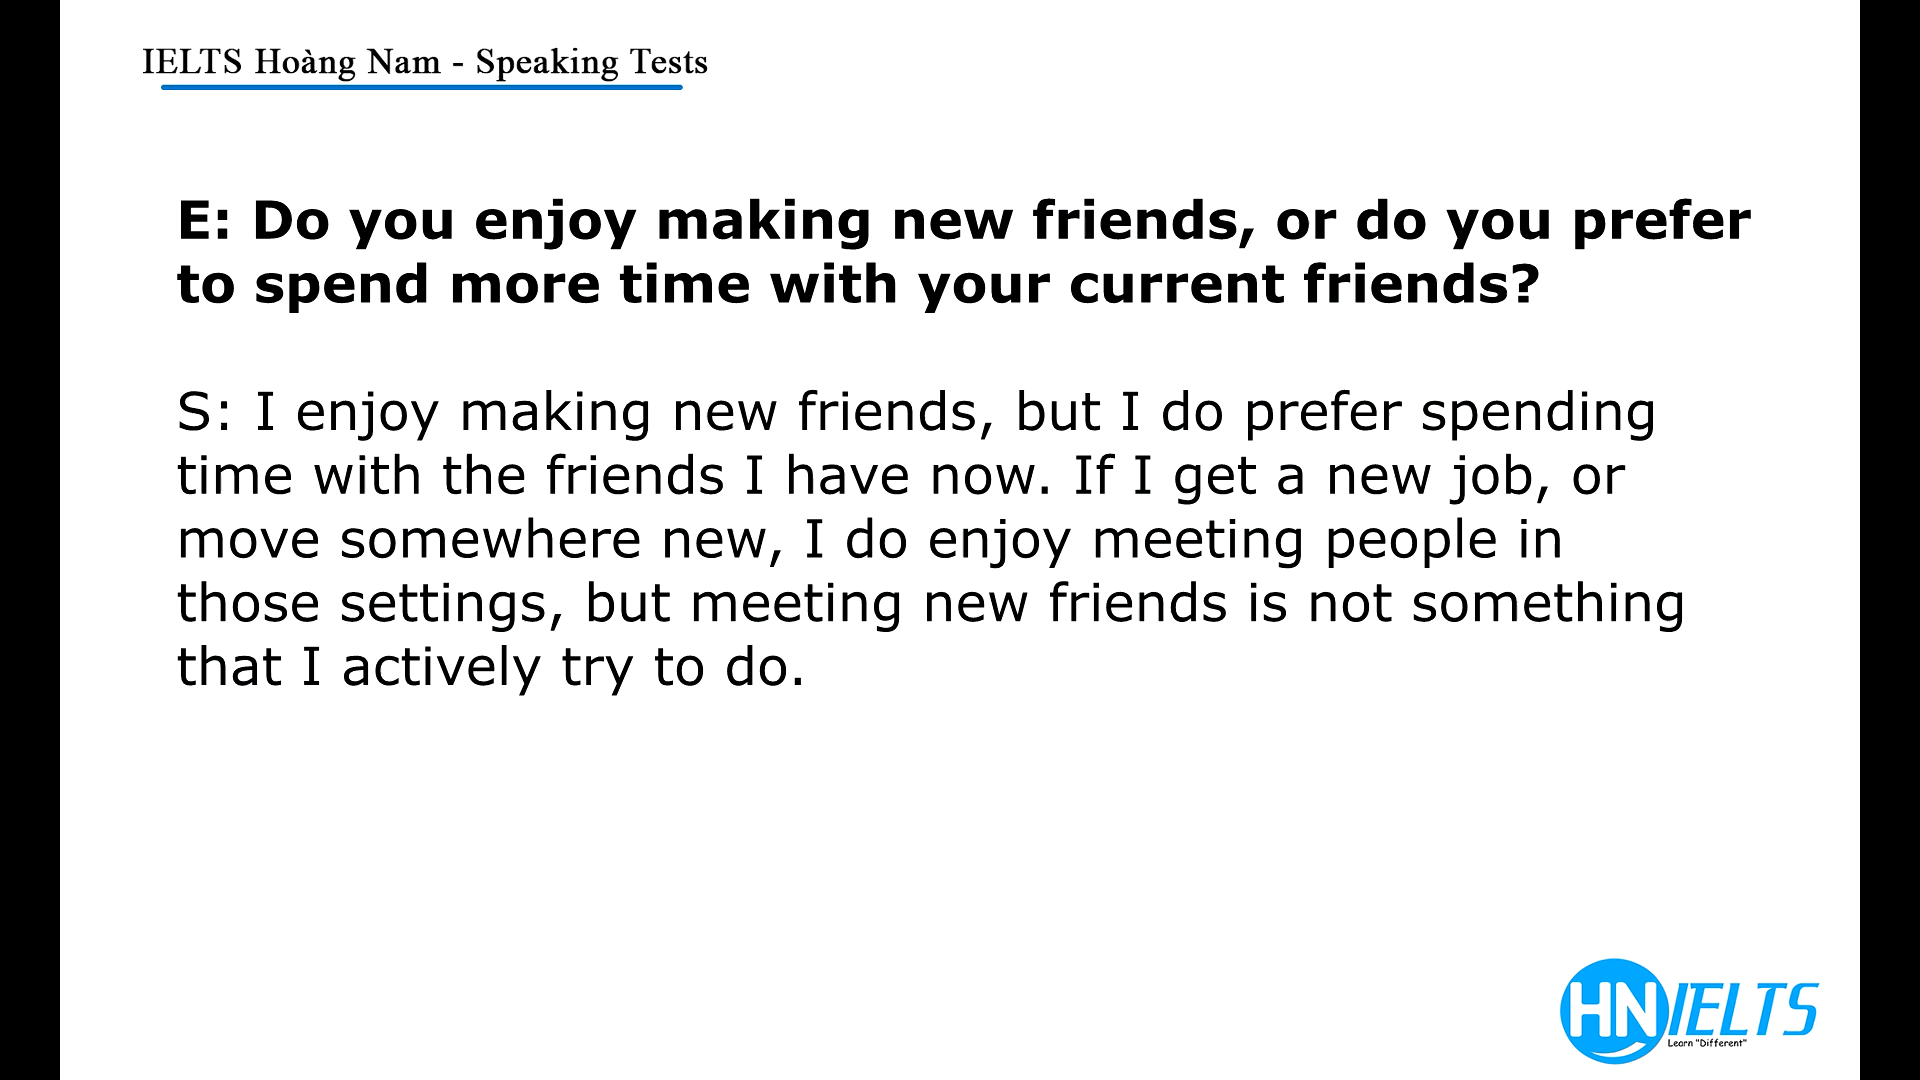 IELTS Hoàng Nam - Speaking Tests
E: Do you enjoy making new friends, or do you prefer
to spend more time with your current friends?
S: I enjoy making new friends, but I do prefer spending
time with the friends I have now. If I get a new job, or
move somewhere new, I do enjoy meeting people in
those settings, but meeting new friends is not something
that I actively try to do.
HNIELTS
Learn "Different"